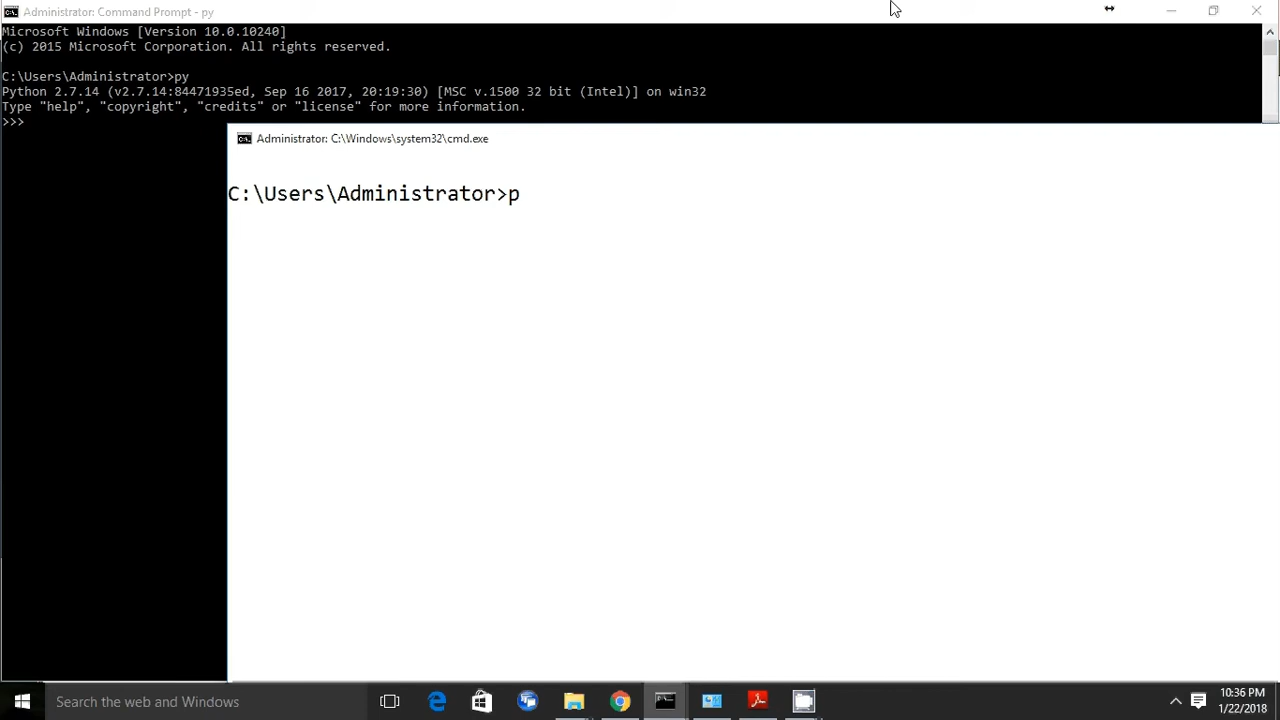 Administrator: Command Prompt - py
Microsoft Windows [Version 10.0.10240]
(c) 2015 Microsoft Corporation. All rights reserved.
C:\Users\Administrator>py
Python 2.7.14 (v2.7.14:84471935ed, Sep 16 2017, 20:19:30) [MSC v.1500 32 bit (Intel)] on win32
Type "help", "copyright", "credits" or "license" for more information.
>>>
Administrator: C:\Windows\system32\cmd.exe
C:\Users\Administrator>p
Search the web and Windows
10:36 PM
1/22/2018